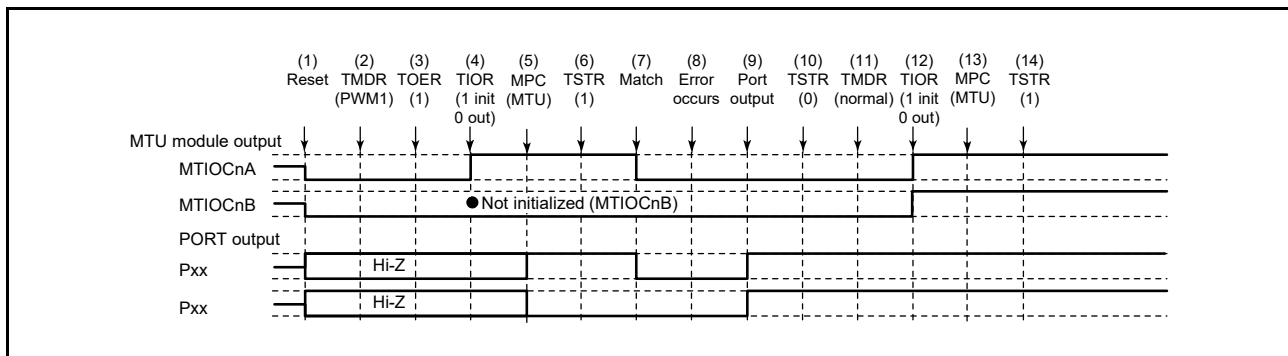 (1) (2) (3) (4) (5) (6) (7) (8) (9) (10) (11) (12) (13) (14)
Reset TMDR TOER TIOR MPC TSTR Match Error Port TSTR TMDR TIOR MPC TSTR
(PWM1) (1) (1 init (MTU) (1) occurs output (0) (normal) (1 init (MTU) (1)
0 out) 0 out)
MTU module output
MTIOCnA
MTIOCnB ●Not initialized (MTIOCnB)
PORT output
Pxx Hi-Z
Pxx Hi-Z